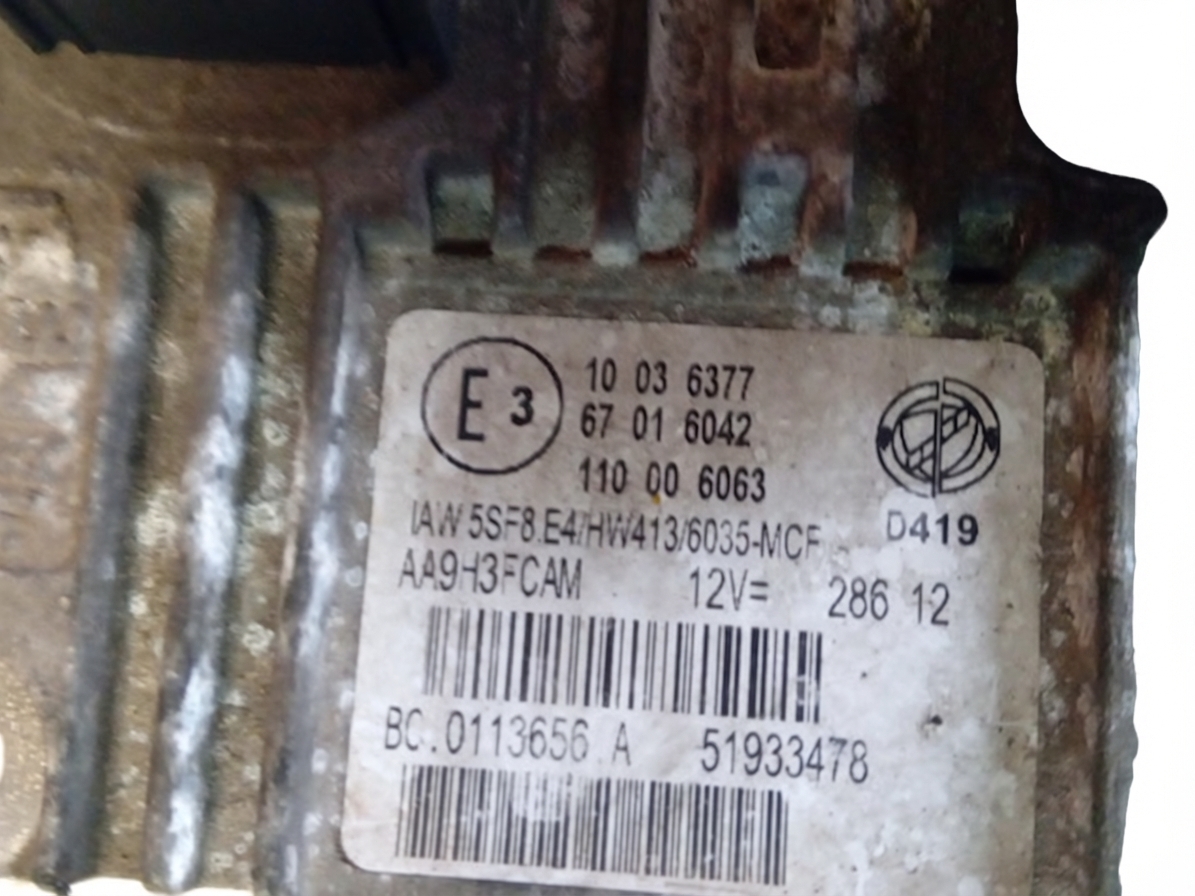 E 3
10 03 6377
67 01 6042
110 00 6063
D419
IAW 5SF8.E4/HW413/6035-MCF
AA9H3FCAM 12V= 286 12
BC.0113656.A 51933478